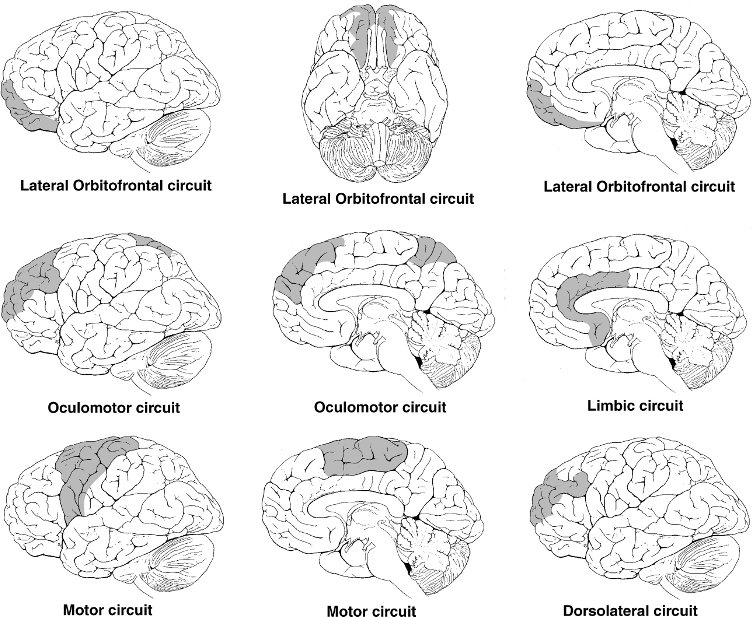 Lateral Orbitofrontal circuit
Lateral Orbitofrontal circuit
Lateral Orbitofrontal circuit
Oculomotor circuit
Oculomotor circuit
Limbic circuit
Motor circuit
Motor circuit
Dorsolateral circuit